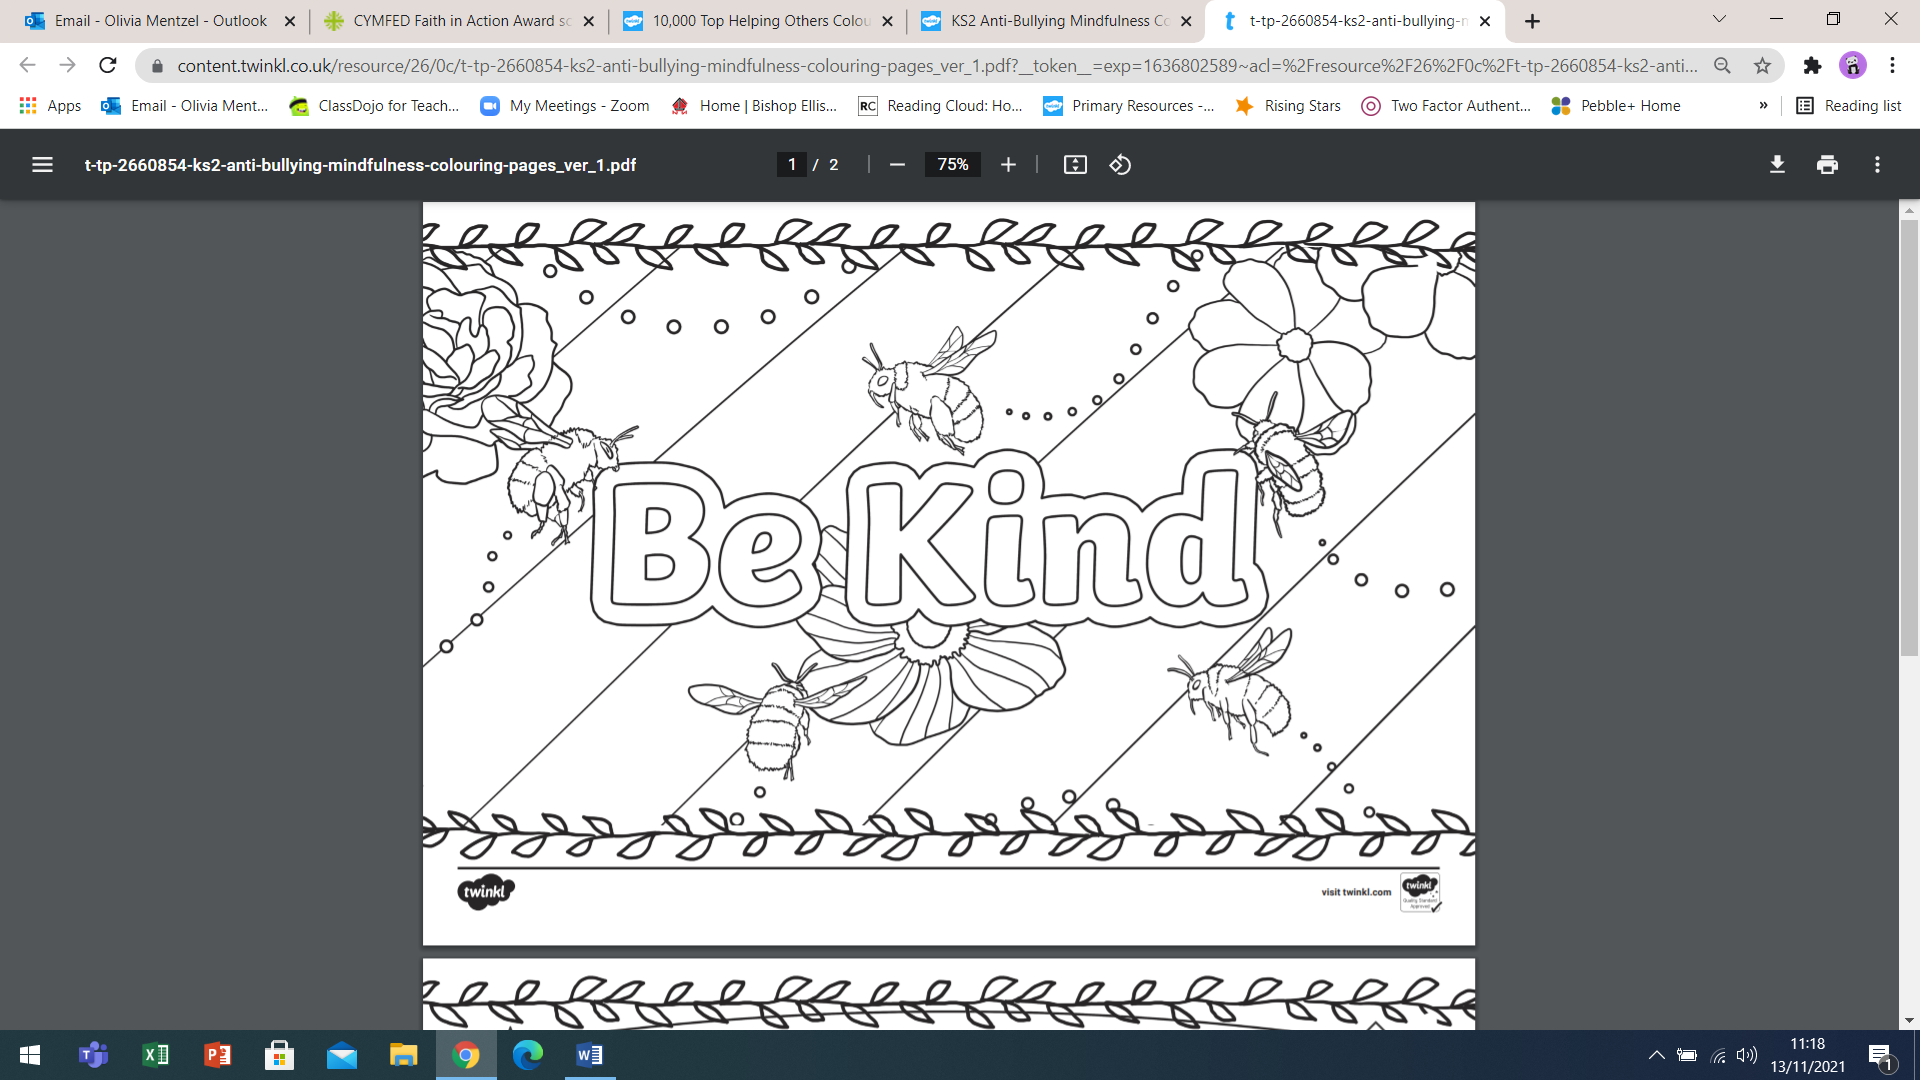 Email - Olivia Mentzel - Outlook
CYMFED Faith in Action Award sc
10,000 Top Helping Others Colou
KS2 Anti-Bullying Mindfulness Co
t-tp-2660854-ks2-anti-bullying-m
content.twinkl.co.uk/resource/26/0c/t-tp-2660854-ks2-anti-bullying-mindfulness-colouring-pages_ver_1.pdf?__token__=exp=1636802589~acl=%2Fresource%2F26%2F0c%2Ft-tp-2660854-ks2-anti...
Apps
Email - Olivia Ment...
ClassDojo for Teach...
My Meetings - Zoom
Home | Bishop Ellis...
RC Reading Cloud: Ho...
Primary Resources -...
Rising Stars
Two Factor Authent...
Pebble+ Home
»
Reading list
t-tp-2660854-ks2-anti-bullying-mindfulness-colouring-pages_ver_1.pdf
1 / 2
75%
Be Kind
twinkl
visit twinkl.com
twinkl
Quality Standard
Approved
11:18
13/11/2021
1